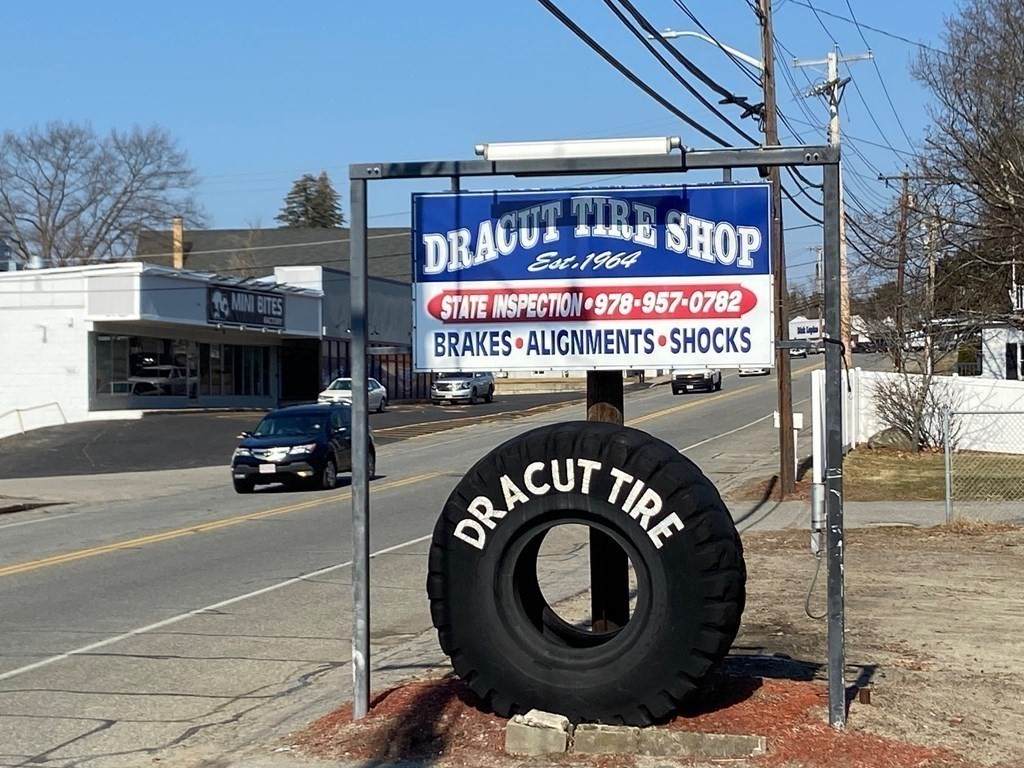 DRACUT TIRE SHOP
Est. 1964
STATE INSPECTION • 978-957-0782
BRAKES • ALIGNMENTS • SHOCKS
MINI BITES
DRACUT TIRE